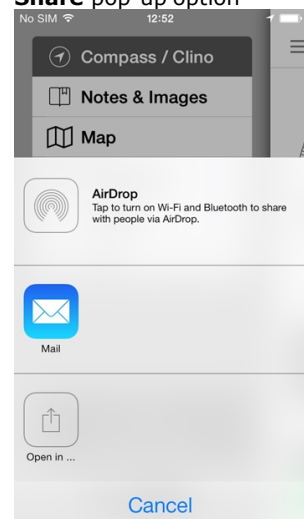 Share pop-up option
No SIM 12:52
Compass / Clino
Notes & Images
Map
AirDrop
Tap to turn on Wi-Fi and Bluetooth to share
with people via AirDrop.
Mail
Open in ...
Cancel